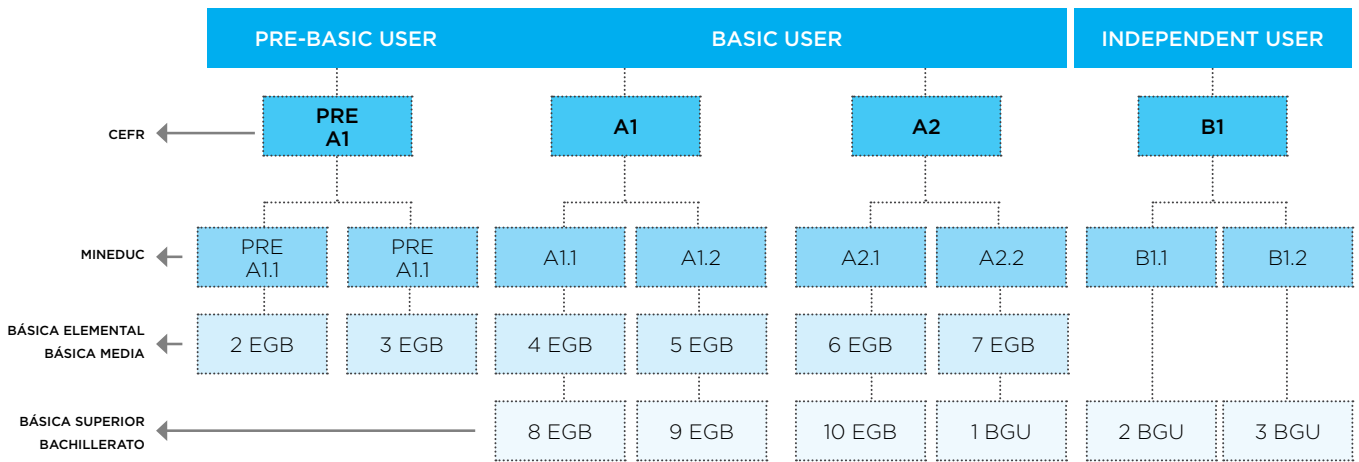 PRE-BASIC USER BASIC USER INDEPENDENT USER
CEFR
PRE
A1
A1
A2
B1
MINEDUC
PRE
A1.1
PRE
A1.1
A1.1
A1.2
A2.1
A2.2
B1.1
B1.2
BÁSICA ELEMENTAL
BÁSICA MEDIA
2 EGB
3 EGB
4 EGB
5 EGB
6 EGB
7 EGB
BÁSICA SUPERIOR
BACHILLERATO
8 EGB
9 EGB
10 EGB
1 BGU
2 BGU
3 BGU